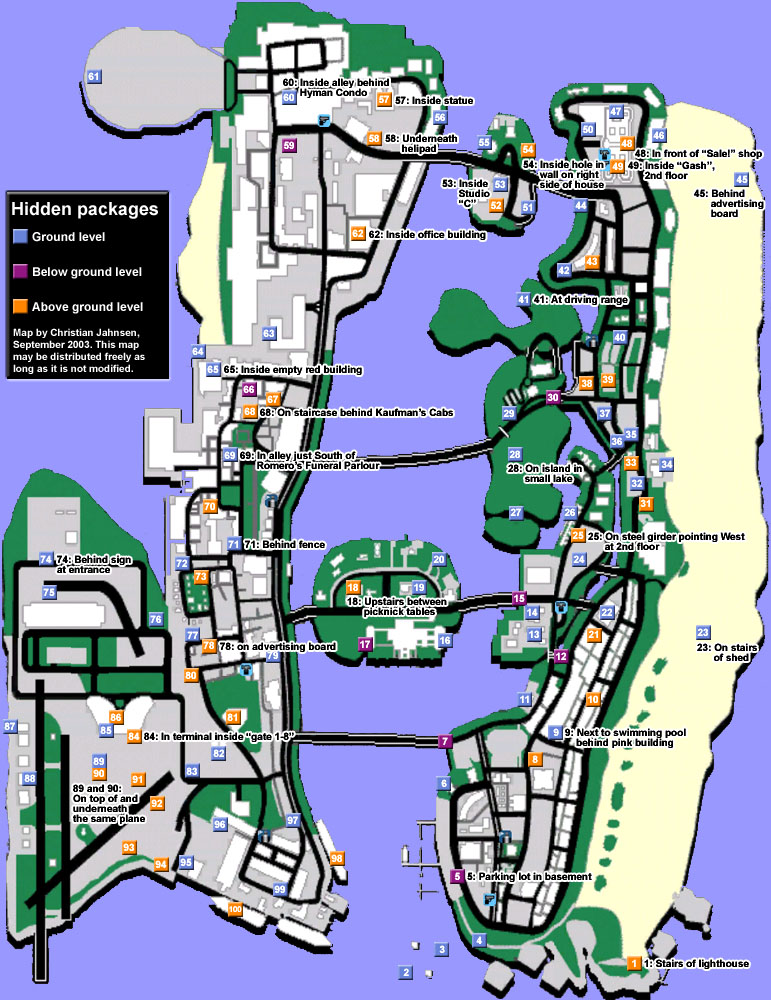 61
60: Inside alley behind
Hyman Condo
60
57
57: Inside statue
56
58
58: Underneath
helipad
59
55
54
54: Inside hole in
wall on right
side of house
53: Inside
Studio
"C"
53
52
51
50
47
46
48
48: In front of "Salel" shop
49
49: Inside "Gash",
2nd floor
45
45: Behind
advertising
board
44
Hidden packages
Ground level
Below ground level
Above ground level
Map by Christian Jahnsen,
September 2003. This map
may be distributed freely as
long as it is not modified.
62
62: Inside office building
43
42
41
41: At driving range
40
63
64
65
65: Inside empty red building
66
67
68
68: On staircase behind Kaufman's Cabs
38
39
30
29
37
36
35
69
69: In alley just South of
Romero's Funeral Parlour
28
28: On island in
small lake
33
34
32
31
70
27
26
25
25: On steel girder pointing West
at 2nd floor
24
71
71: Behind fence
72
73
74
74: Behind sign
at entrance
75
76
20
18
19
18: Upstairs between
picknick tables
17
16
15
14
13
12
22
21
23
23: On stairs
of shed
77
78
78: on advertising board
79
80
11
10
81
86
85
84
84: In terminal inside "gate 1-8"
82
83
87
88
89
90
91
89 and 90:
On top of and
underneath
the same plane
92
93
94
95
96
97
98
99
100
9
9: Next to swimming pool
behind pink building
8
7
6
5
5: Parking lot in basement
4
3
2
1
1: Stairs of lighthouse